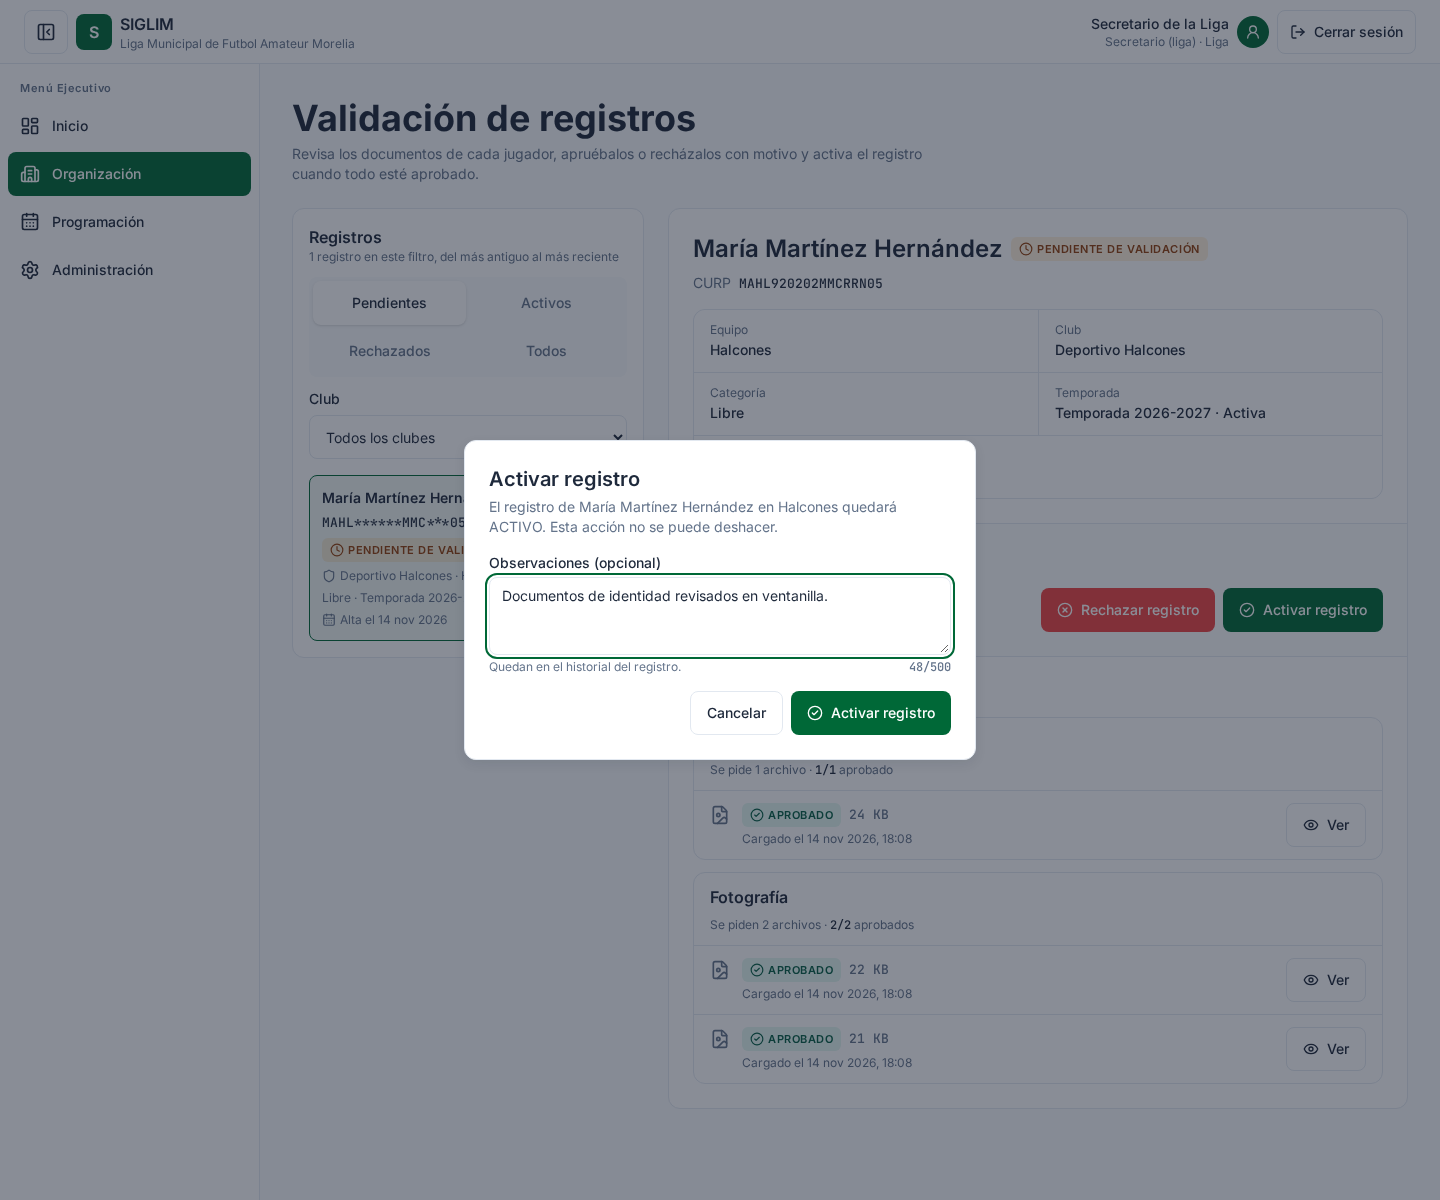 S
SIGLIM
Liga Municipal de Futbol Amateur Morelia
Secretario de la Liga
Secretario (liga) · Liga
Cerrar sesión
Menú Ejecutivo
Inicio
Organización
Programación
Administración
Validación de registros
Revisa los documentos de cada jugador, apruébalos o recházalos con motivo y activa el registro
cuando todo esté aprobado.
Registros
1 registro en este filtro, del más antiguo al más reciente
Pendientes
Activos
Rechazados
Todos
Club
Todos los clubes
María Martínez
MAHL******MMC***05
PENDIENTE DE
Deportivo Halcones ·
Libre · Temporada 2026-
Alta el 14 nov 2026
María Martínez Hernández
PENDIENTE DE VALIDACIÓN
CURP MAHL920202MMCRRN05
Equipo
Halcones
Club
Deportivo Halcones
Categoría
Libre
Temporada
Temporada 2026-2027 · Activa
Rechazar registro
Activar registro
Activar registro
El registro de María Martínez Hernández en Halcones quedará
ACTIVO. Esta acción no se puede deshacer.
Observaciones (opcional)
Documentos de identidad revisados en ventanilla.
Quedan en el historial del registro.
48/500
Cancelar
Activar registro
Se pide 1 archivo · 1/1 aprobado
APROBADO 24 KB
Cargado el 14 nov 2026, 18:08
Ver
Fotografía
Se piden 2 archivos · 2/2 aprobados
APROBADO 22 KB
Cargado el 14 nov 2026, 18:08
Ver
APROBADO 21 KB
Cargado el 14 nov 2026, 18:08
Ver